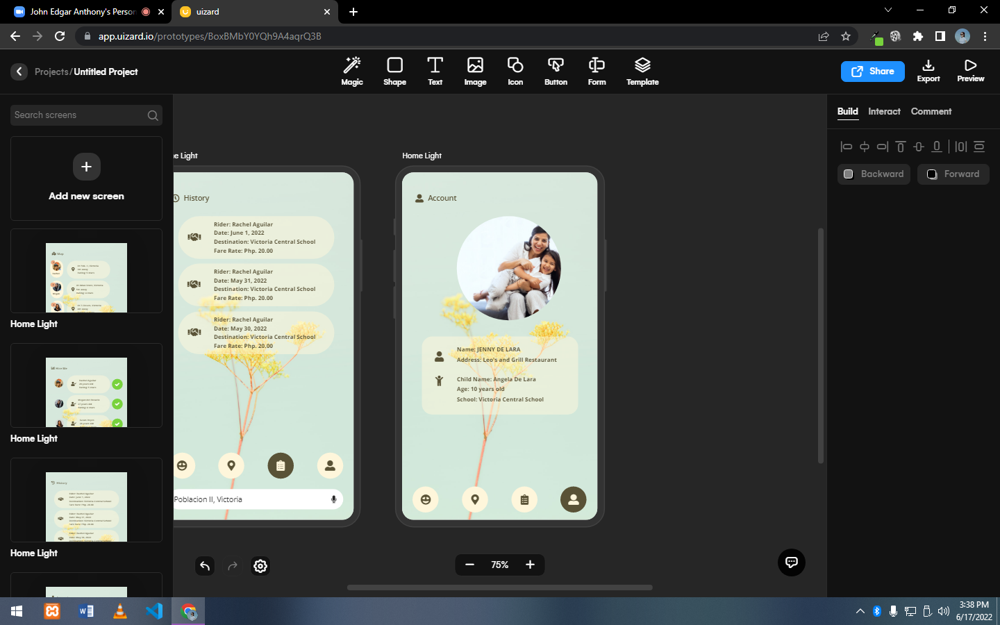 John Edgar Anthony's Person
uizard
app.uizard.io/prototypes/BoxBMbY0YQh9A4aqrQ3B
Projects/Untitled Project
Magic
Shape
Text
Image
Icon
Button
Form
Template
Share
Export
Preview
Search screens
Add new screen
Map
Home Light
Hire Me
Home Light
History
Home Light
Build
Interact
Comment
Backward
Forward
e Light
History
Rider: Rachel Aguilar
Date: June 1, 2022
Destination: Victoria Central School
Fare Rate: Php. 20.00
Rider: Rachel Aguilar
Date: May 31, 2022
Destination: Victoria Central School
Fare Rate: Php. 20.00
Rider: Rachel Aguilar
Date: May 30, 2022
Destination: Victoria Central School
Fare Rate: Php. 20.00
Poblacion II, Victoria
Home Light
Account
Name: JENNY DE LARA
Address: Leo's and Grill Restaurant
Child Name: Angela De Lara
Age: 10 years old
School: Victoria Central School
75%
3:38 PM
6/17/2022